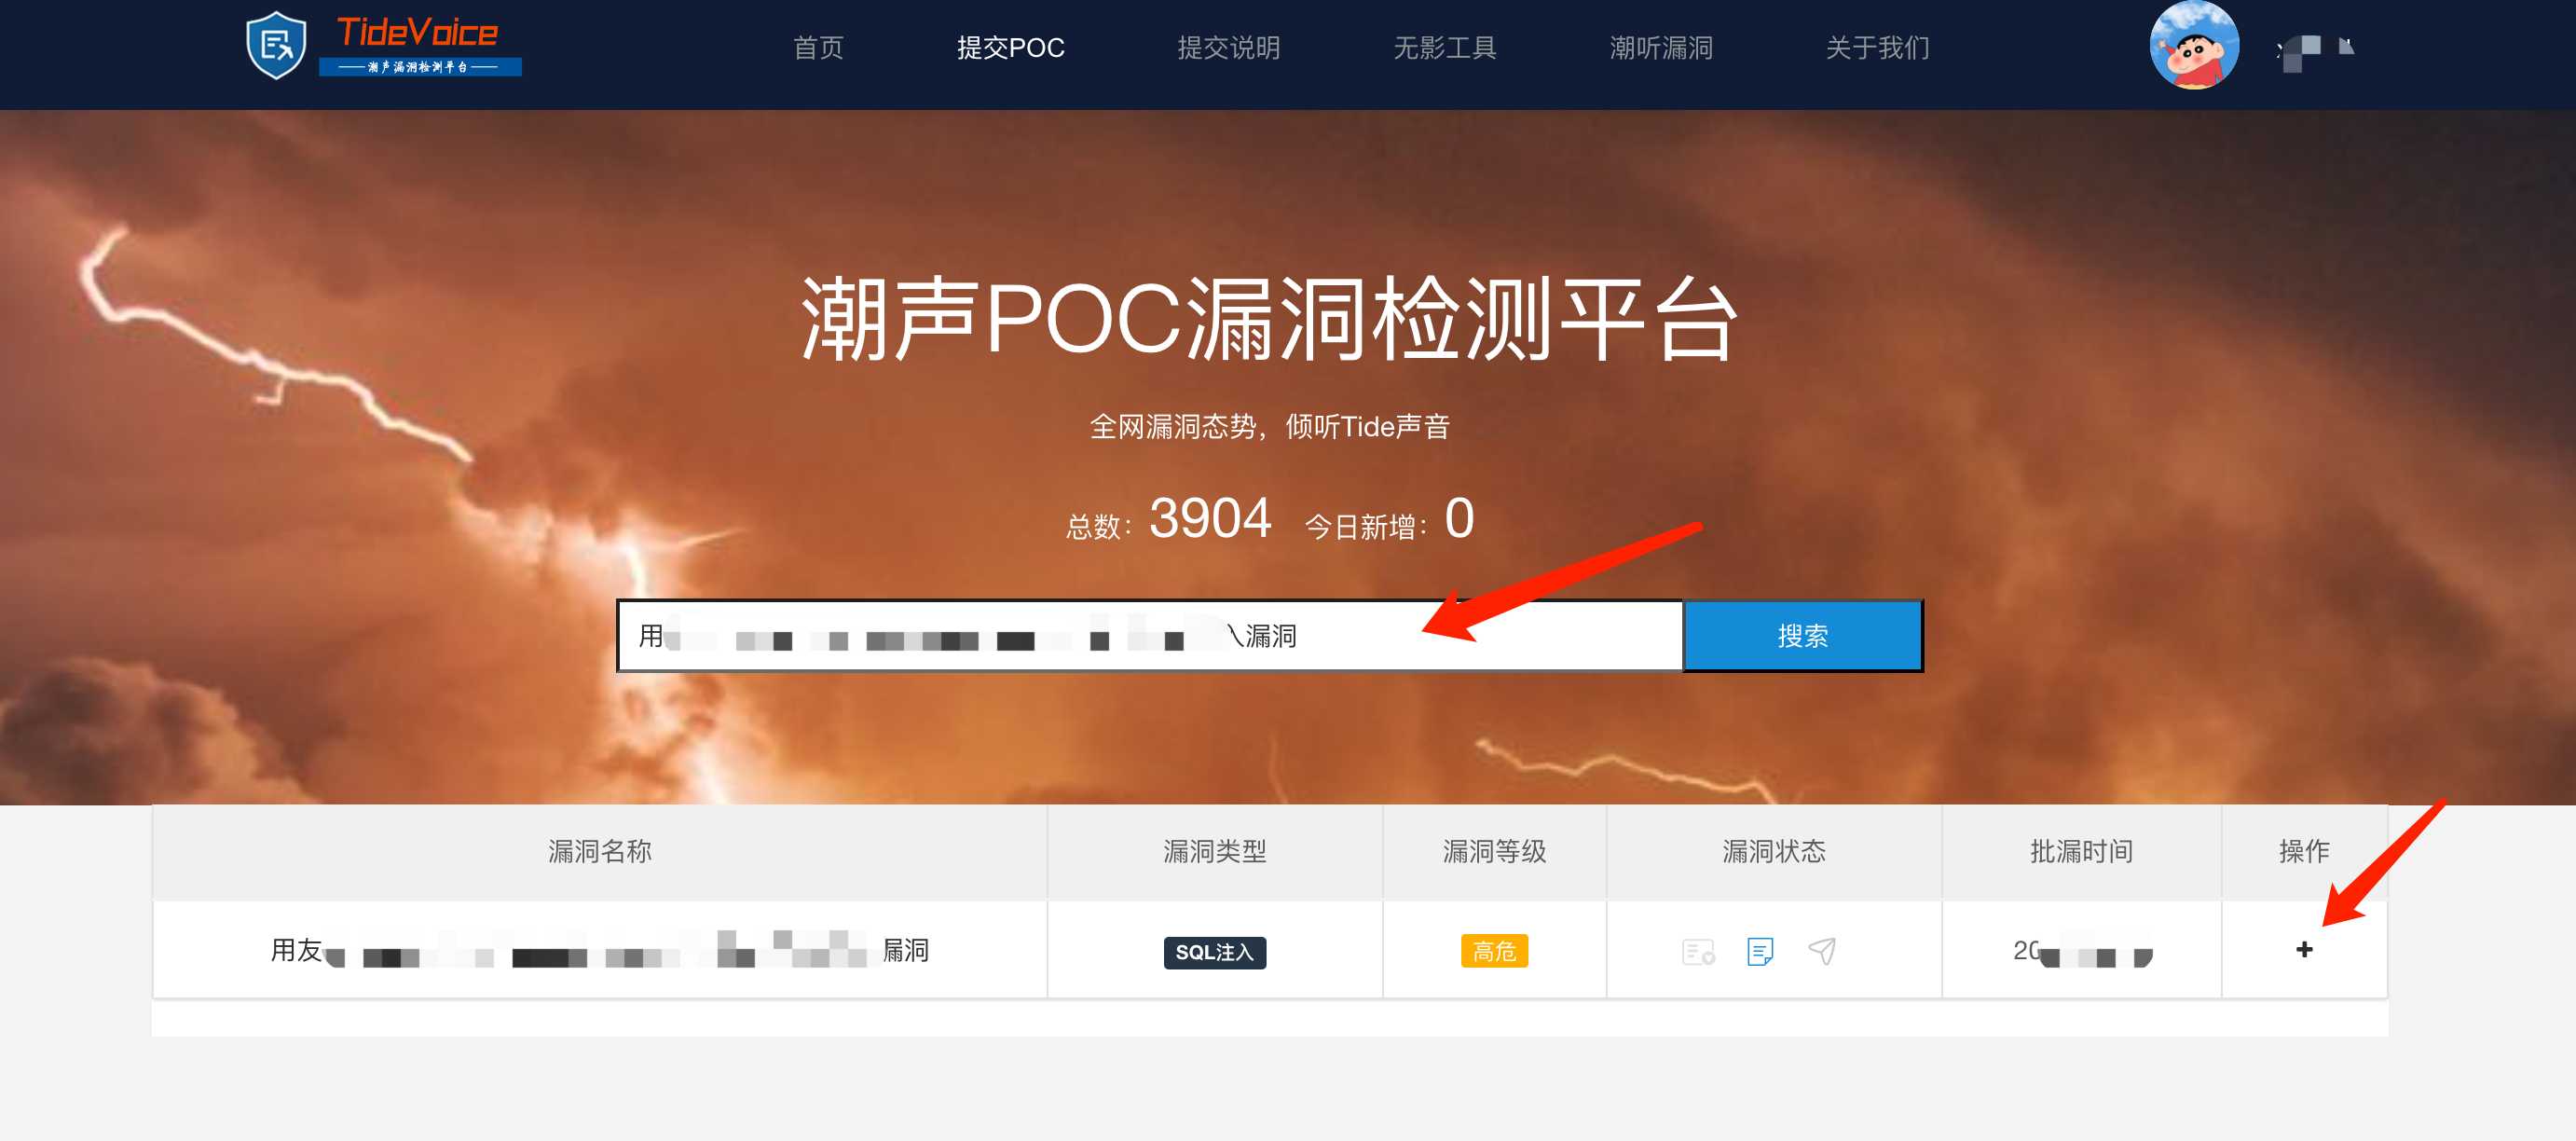 TideVoice
潮声漏洞检测平台
首页 提交POC 提交说明 无影工具 潮听漏洞 关于我们
潮声POC漏洞检测平台
全网漏洞态势，倾听Tide声音
总数：3904 今日新增：0
用 漏洞 搜索
漏洞名称 漏洞类型 漏洞等级 漏洞状态 批漏时间 操作
用友 漏洞 SQL注入 高危 20 +